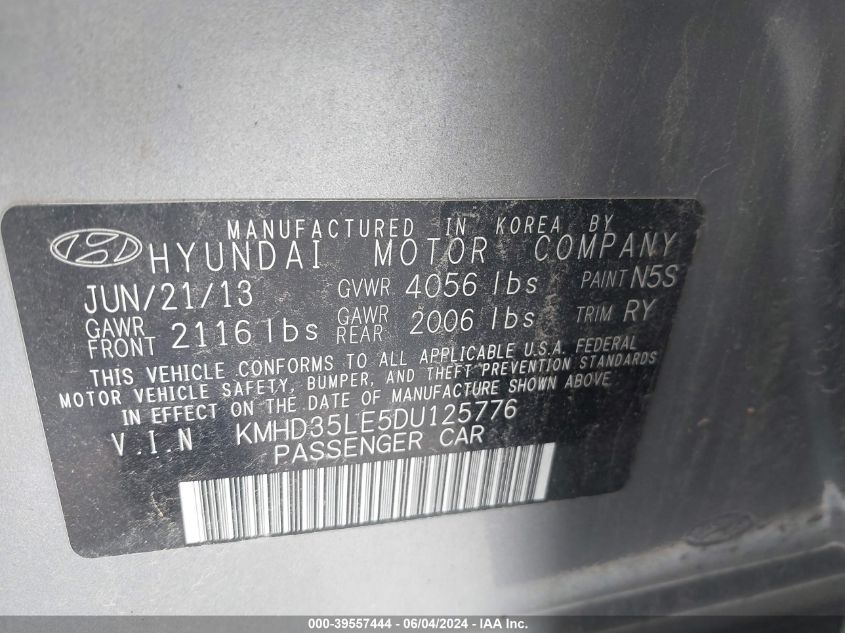 MANUFACTURED IN KOREA BY
HYUNDAI MOTOR COMPANY
JUN/21/13 GVWR 4056 lbs PAINT N5S
GAWR FRONT 2116 lbs GAWR REAR 2006 lbs TRIM RY
THIS VEHICLE CONFORMS TO ALL APPLICABLE U.S.A. FEDERAL
MOTOR VEHICLE SAFETY, BUMPER, AND THEFT PREVENTION STANDARDS
IN EFFECT ON THE DATE OF MANUFACTURE SHOWN ABOVE
V.I.N KMHD35LE5DU125776
PASSENGER CAR
000-39557444 - 06/04/2024 - IAA Inc.